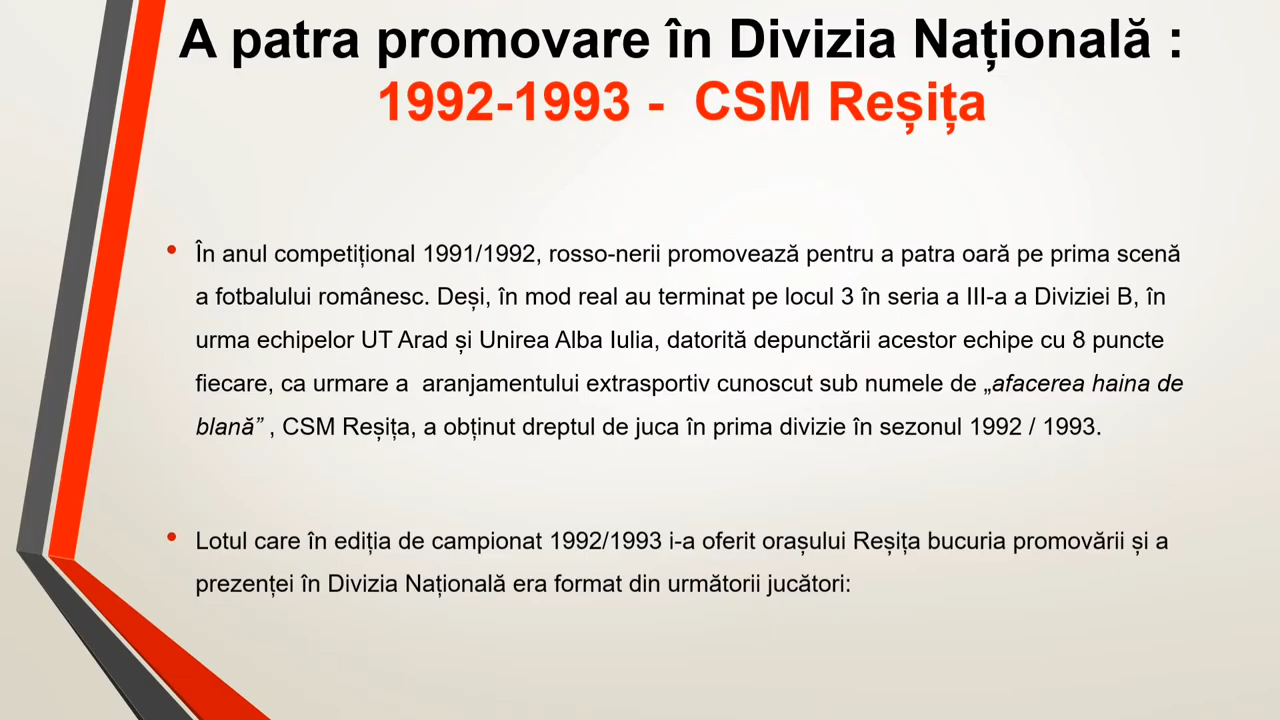 A patra promovare în Divizia Națională :
1992-1993 - CSM Reșița
• În anul competițional 1991/1992, rosso-nerii promovează pentru a patra oară pe prima scenă
a fotbalului românesc. Deși, în mod real au terminat pe locul 3 în seria a III-a a Diviziei B, în
urma echipelor UT Arad și Unirea Alba Iulia, datorită depunctării acestor echipe cu 8 puncte
fiecare, ca urmare a aranjamentului extrasportiv cunoscut sub numele de „afacerea haina de
blană” , CSM Reșița, a obținut dreptul de juca în prima divizie în sezonul 1992 / 1993.
• Lotul care în ediția de campionat 1992/1993 i-a oferit orașului Reșița bucuria promovării și a
prezenței în Divizia Națională era format din următorii jucători: